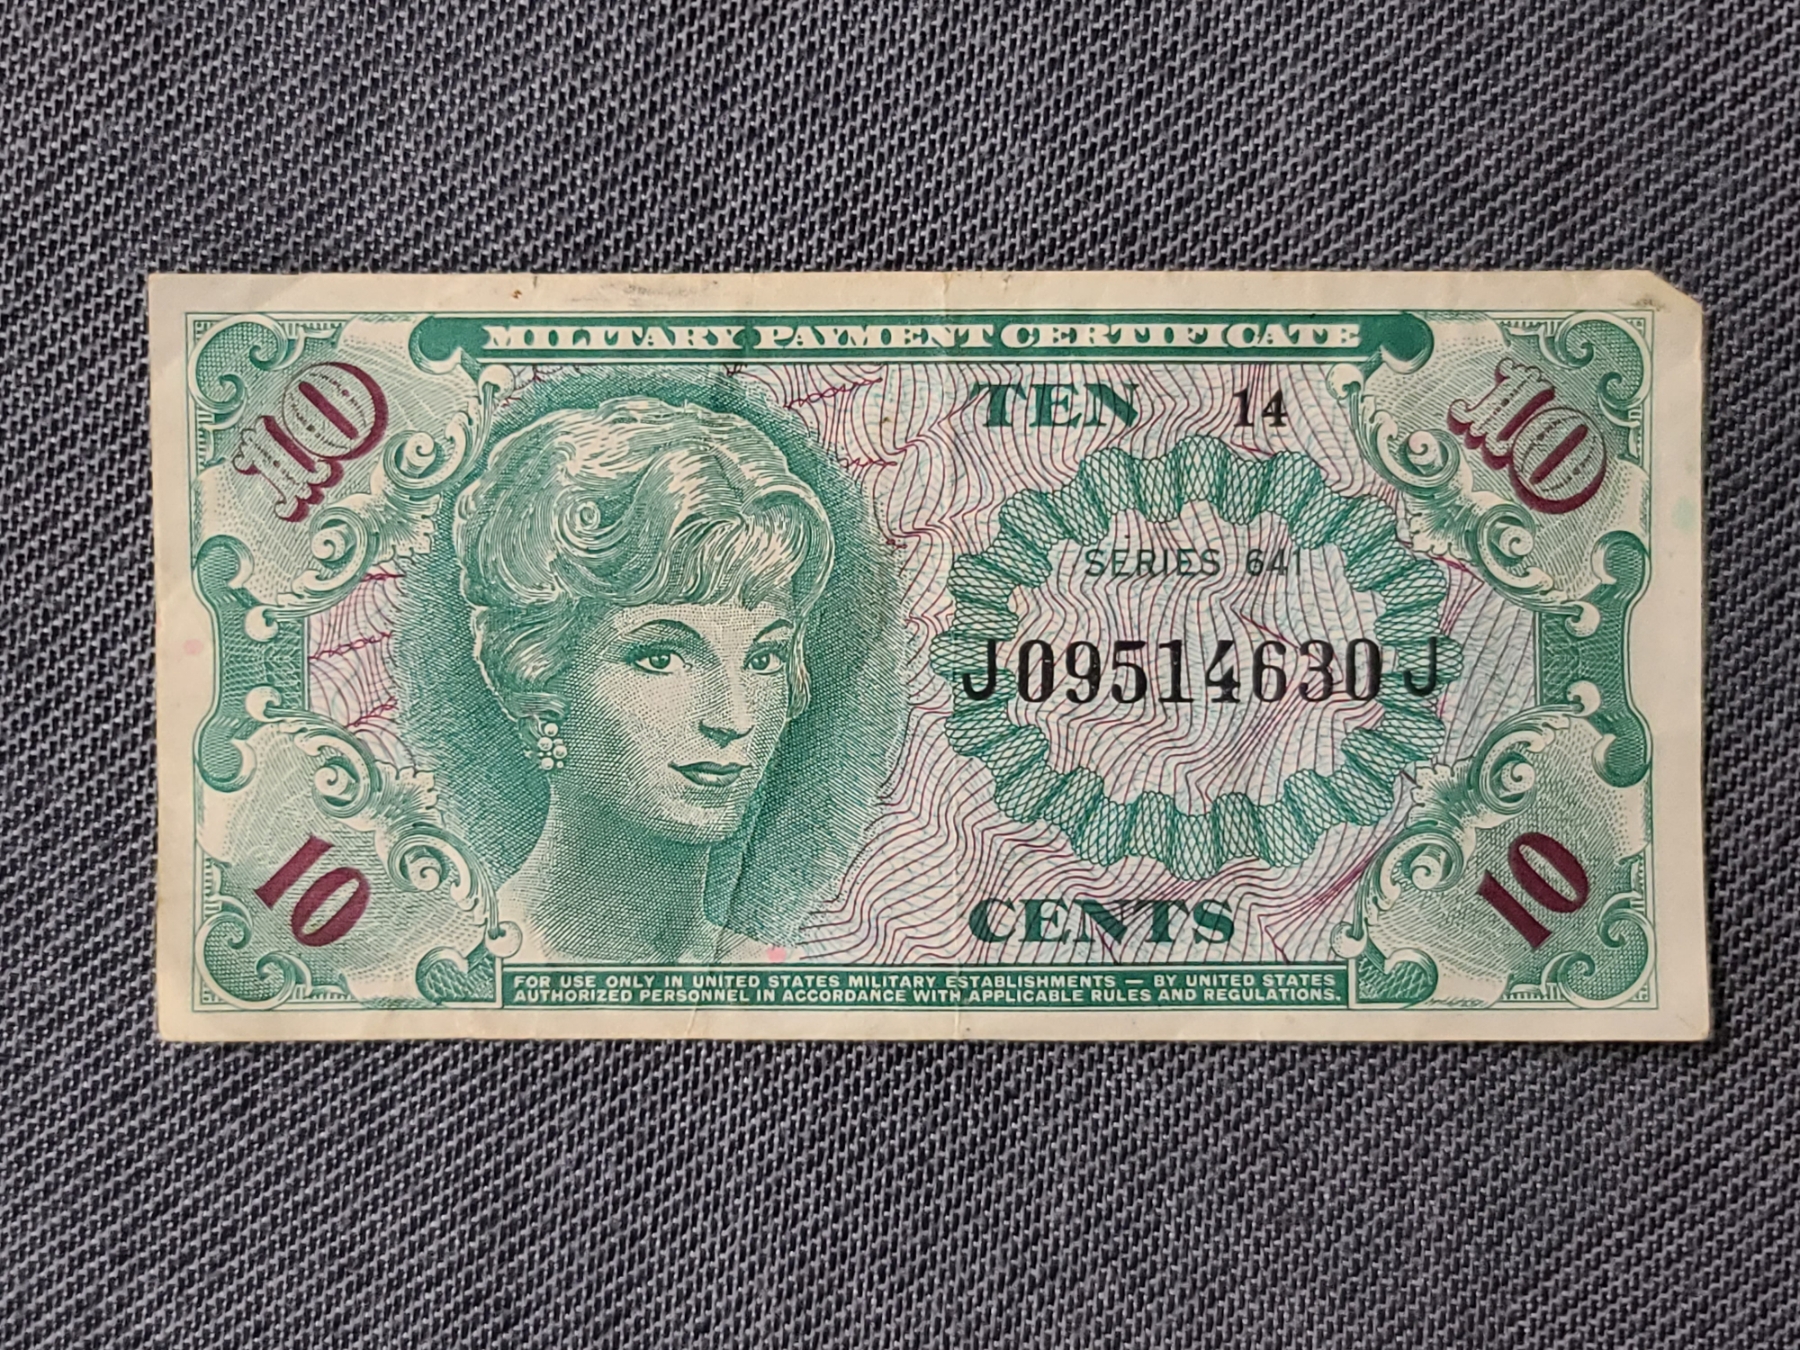 MILITARY PAYMENT CERTIFICATE
10
TEN
14
10
SERIES 641
J09514630J
10
CENTS
10
FOR USE ONLY IN UNITED STATES MILITARY ESTABLISHMENTS — BY UNITED STATES
AUTHORIZED PERSONNEL IN ACCORDANCE WITH APPLICABLE RULES AND REGULATIONS.